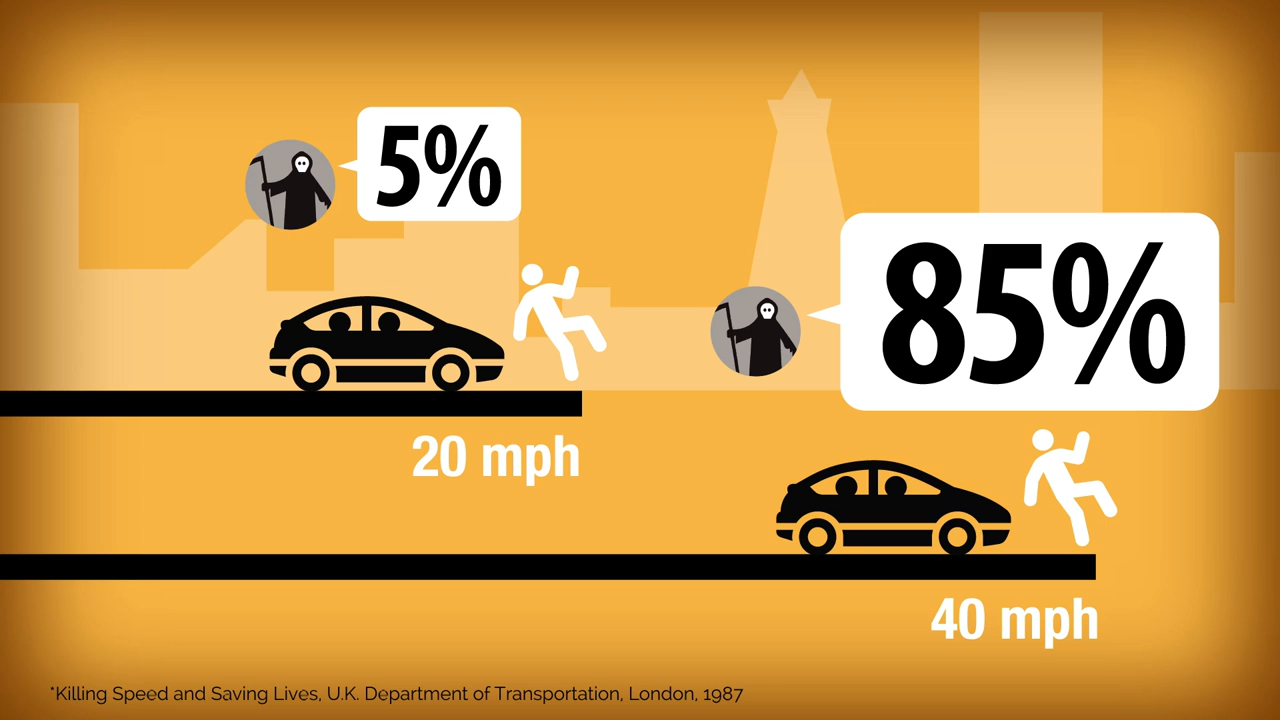 5%
85%
20 mph
40 mph
*Killing Speed and Saving Lives, U.K. Department of Transportation, London, 1987